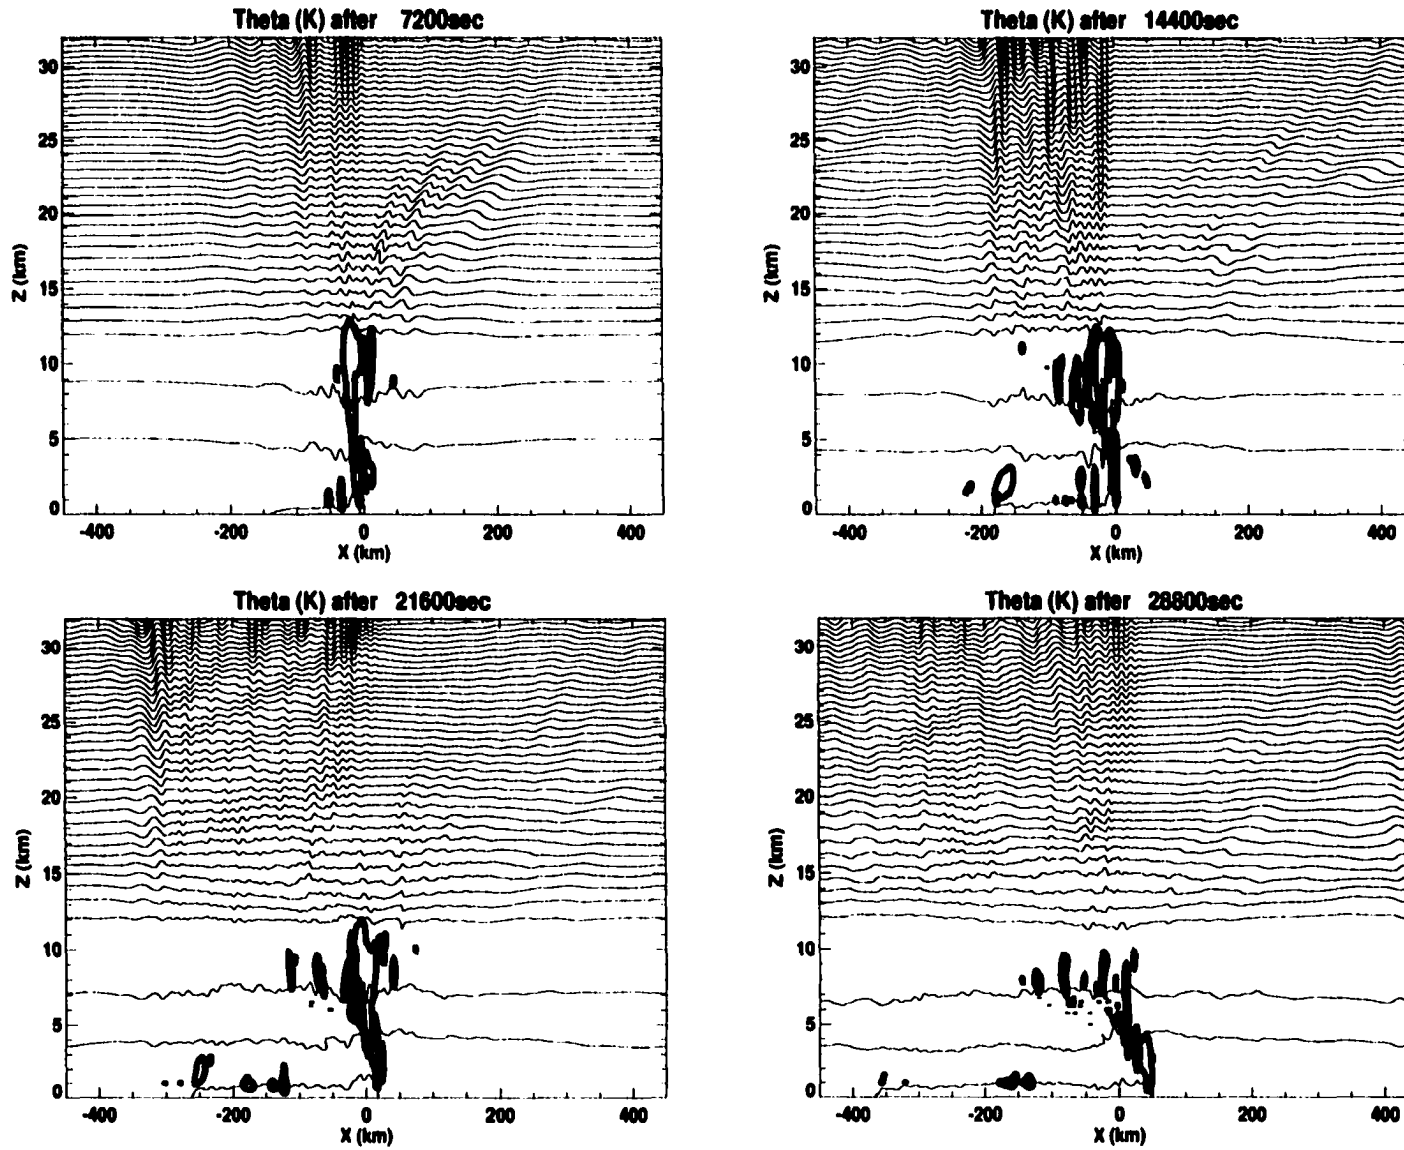 Theta (K) after 7200sec
30
25
20
15
10
5
0
Z (km)
-400 -200 0 200 400
X (km)
Theta (K) after 14400sec
30
25
20
15
10
5
0
Z (km)
-400 -200 0 200 400
X (km)
Theta (K) after 21600sec
30
25
20
15
10
5
0
Z (km)
-400 -200 0 200 400
X (km)
Theta (K) after 28800sec
30
25
20
15
10
5
0
Z (km)
-400 -200 0 200 400
X (km)